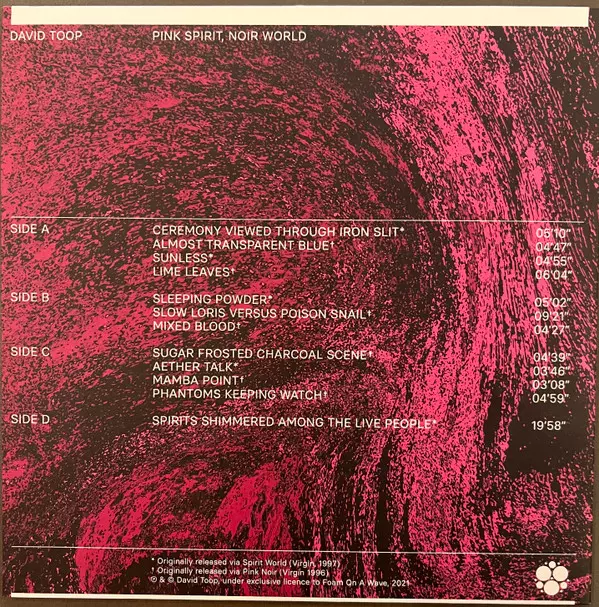 DAVID TOOP PINK SPIRIT, NOIR WORLD
SIDE A CEREMONY VIEWED THROUGH IRON SLIT* 06'10"
ALMOST TRANSPARENT BLUE† 04'47"
SUNLESS* 04'55"
LIME LEAVES† 06'04"
SIDE B SLEEPING POWDER* 05'02"
SLOW LORIS VERSUS POISON SNAIL† 09'21"
MIXED BLOOD† 04'27"
SIDE C SUGAR FROSTED CHARCOAL SCENE† 04'39"
AETHER TALK* 03'46"
MAMBA POINT† 03'08"
PHANTOMS KEEPING WATCH† 04'59"
SIDE D SPIRITS SHIMMERED AMONG THE LIVE PEOPLE* 19'58"
* Originally released via Spirit World (Virgin, 1997)
† Originally released via Pink Noir (Virgin 1996)
℗ & © David Toop, under exclusive licence to Foam On A Wave, 2021